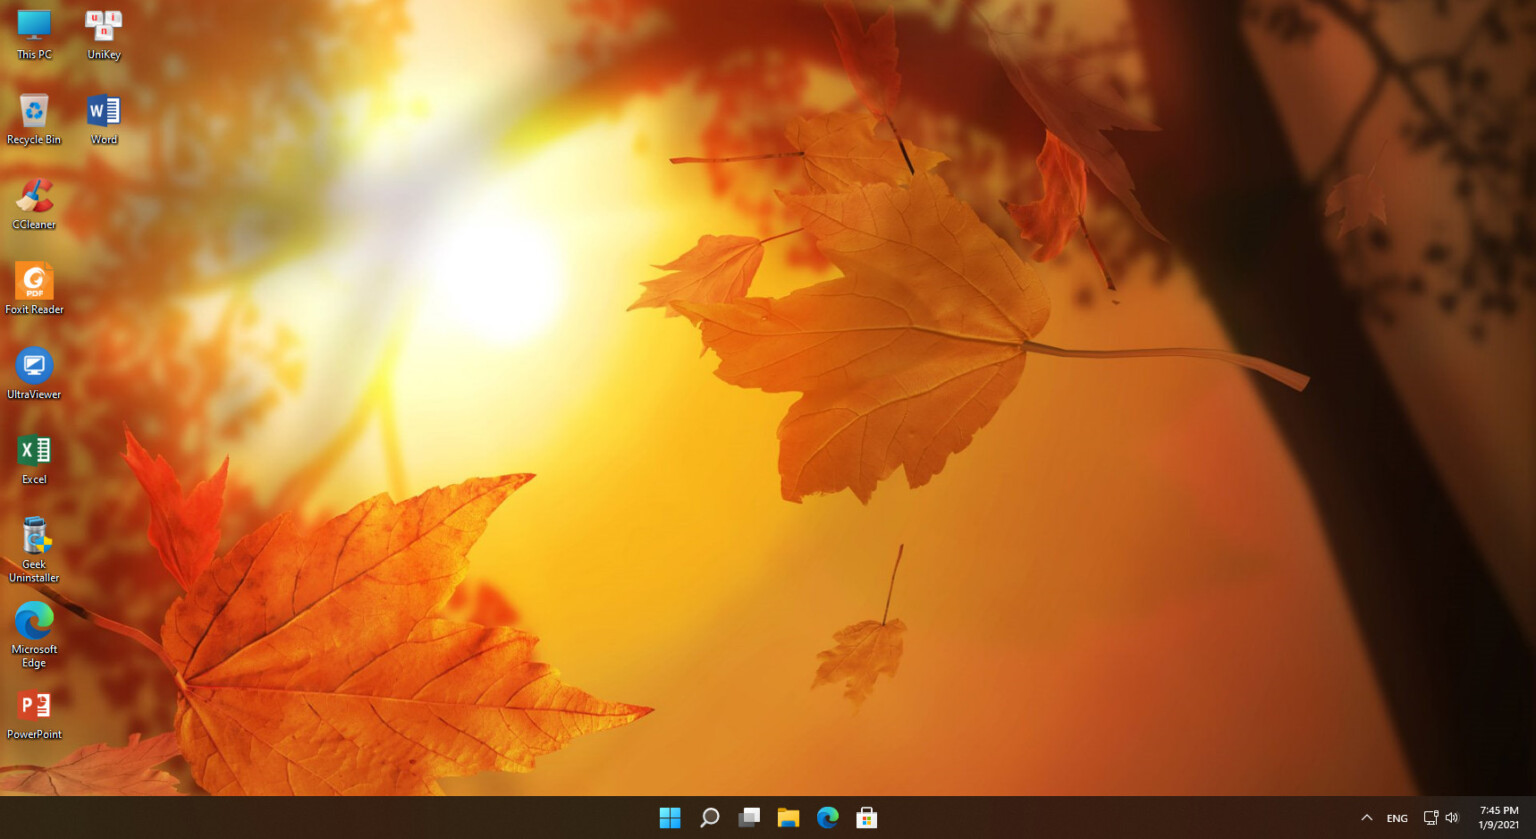 This PC
UniKey
Recycle Bin
Word
CCleaner
Foxit Reader
UltraViewer
Excel
Geek
Uninstaller
Microsoft
Edge
PowerPoint
ENG
7:45 PM
1/9/2021